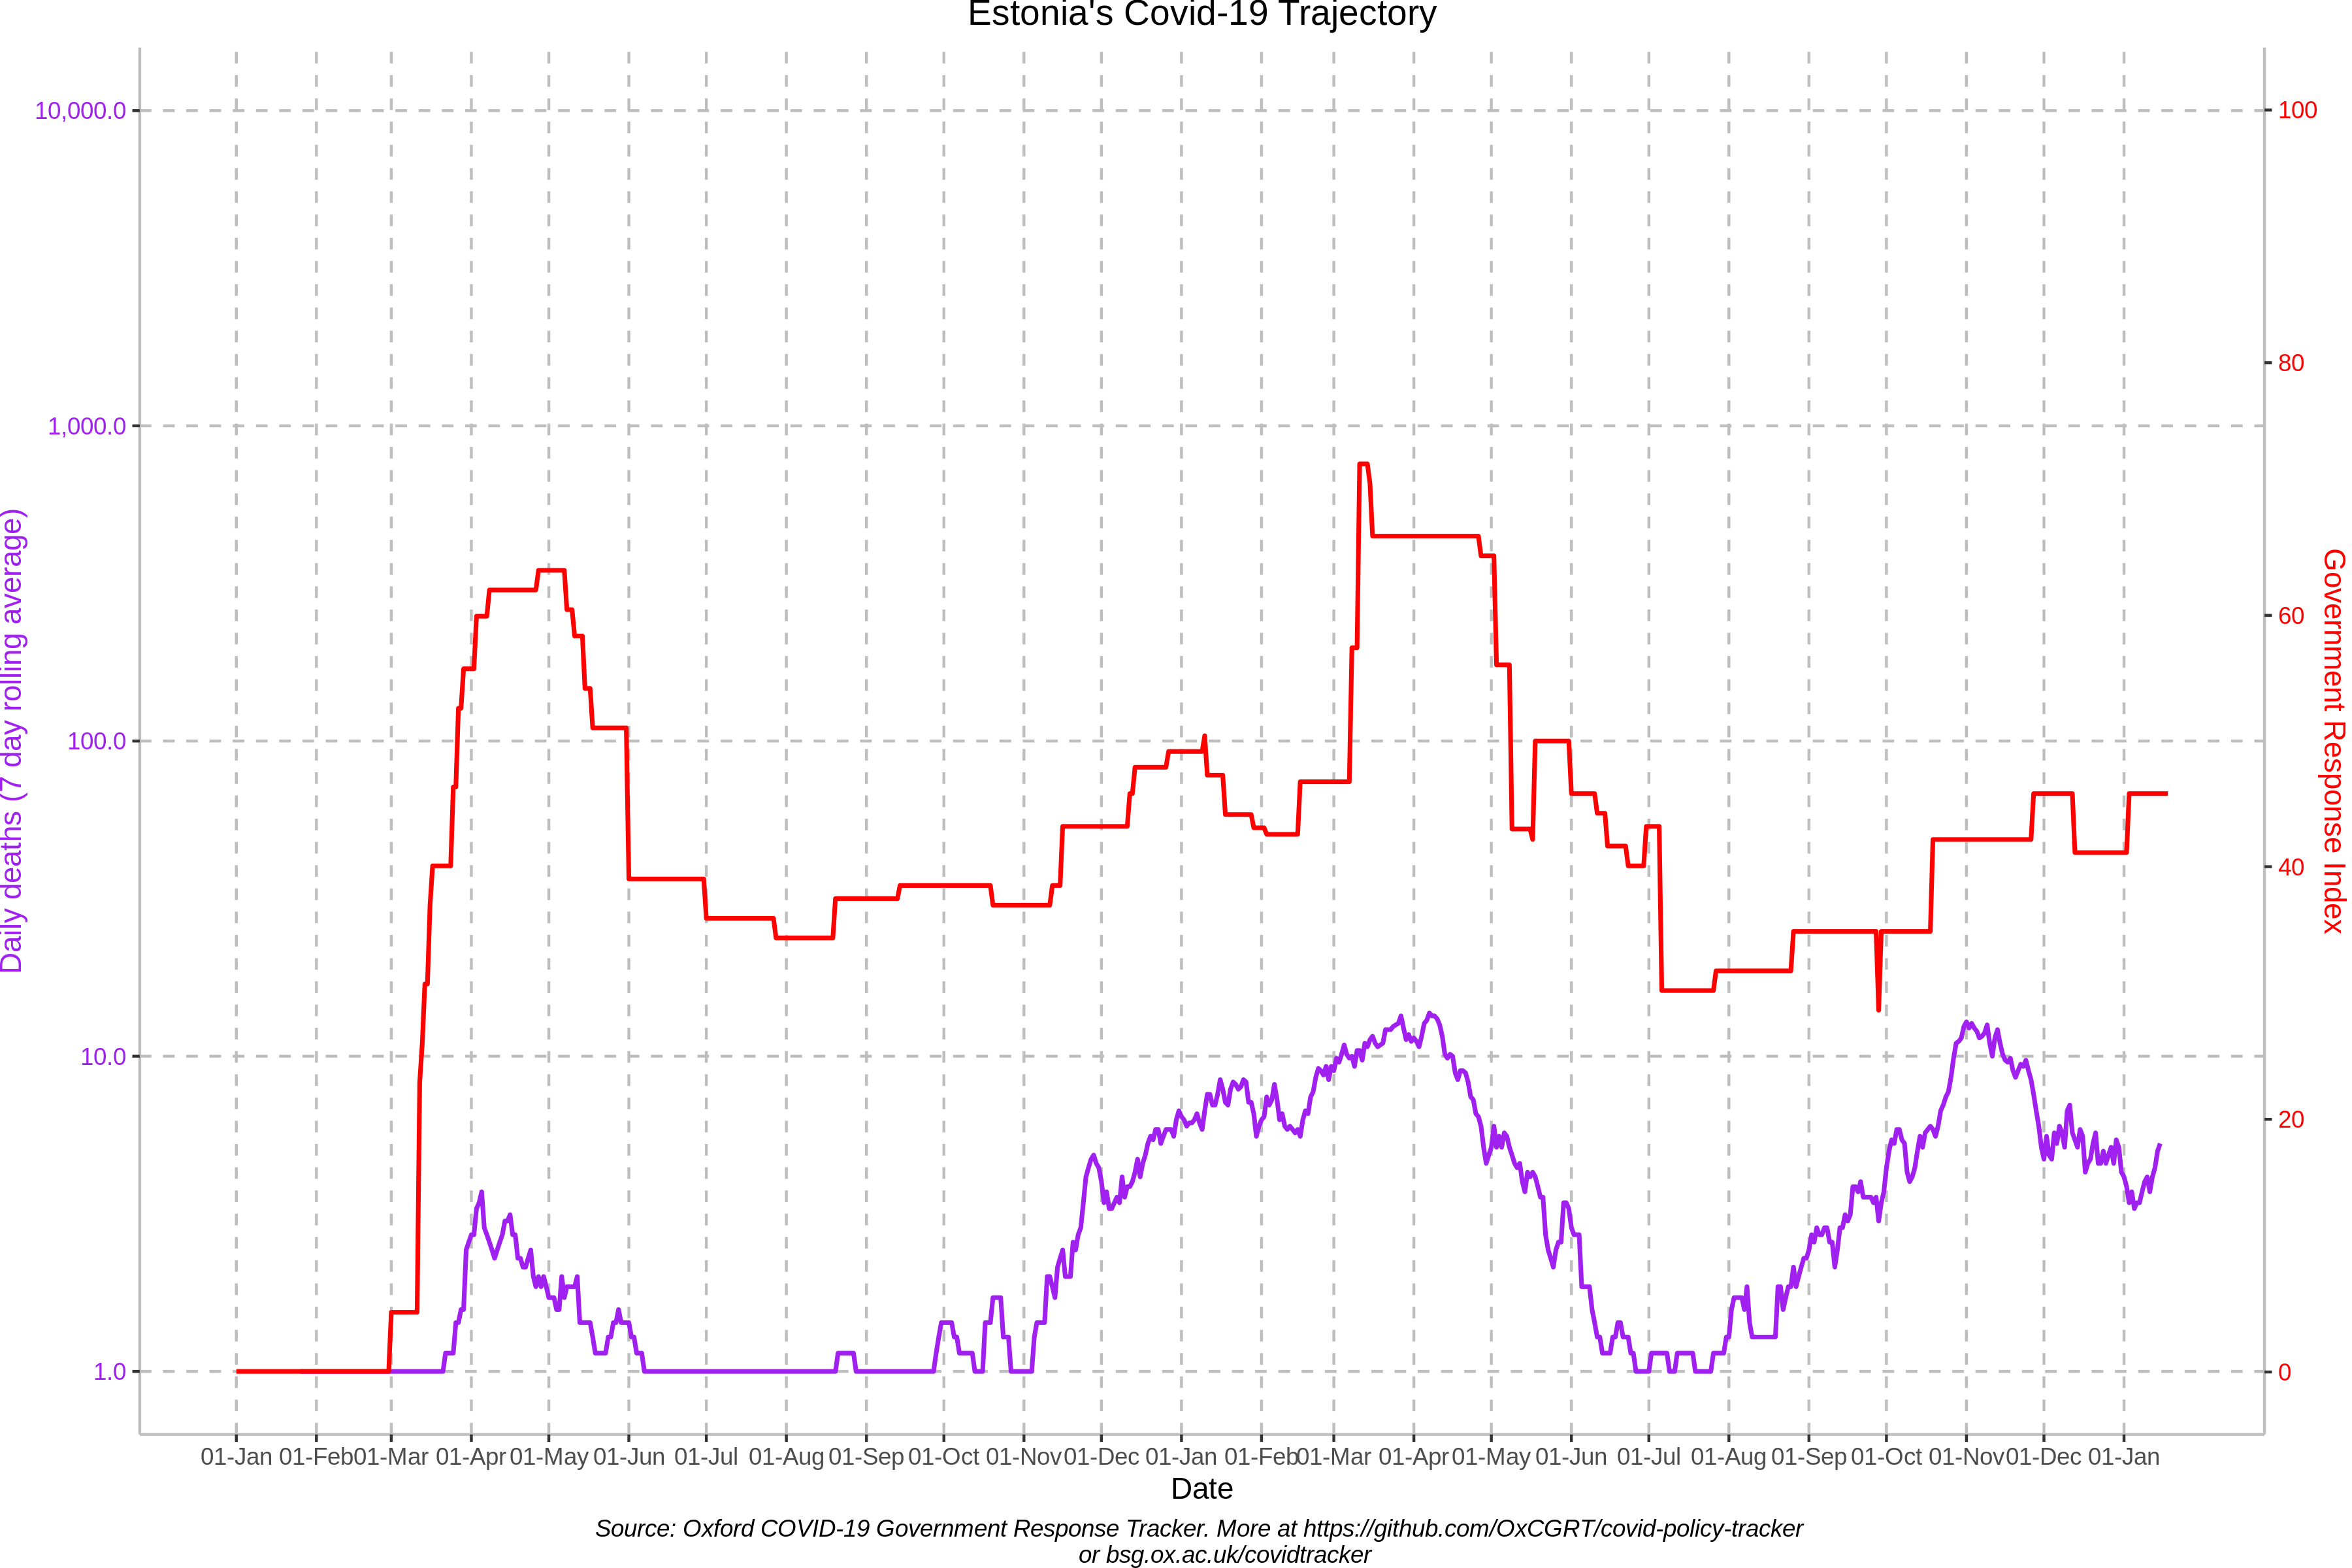 Estonia's Covid-19 Trajectory
10,000.0
1,000.0
100.0
10.0
1.0
Daily deaths (7 day rolling average)
100
80
60
40
20
0
Government Response Index
01-Jan 01-Feb 01-Mar 01-Apr 01-May 01-Jun 01-Jul 01-Aug 01-Sep 01-Oct 01-Nov 01-Dec 01-Jan 01-Feb 01-Mar 01-Apr 01-May 01-Jun 01-Jul 01-Aug 01-Sep 01-Oct 01-Nov 01-Dec 01-Jan
Date
Source: Oxford COVID-19 Government Response Tracker. More at https://github.com/OxCGRT/covid-policy-tracker
or bsg.ox.ac.uk/covidtracker